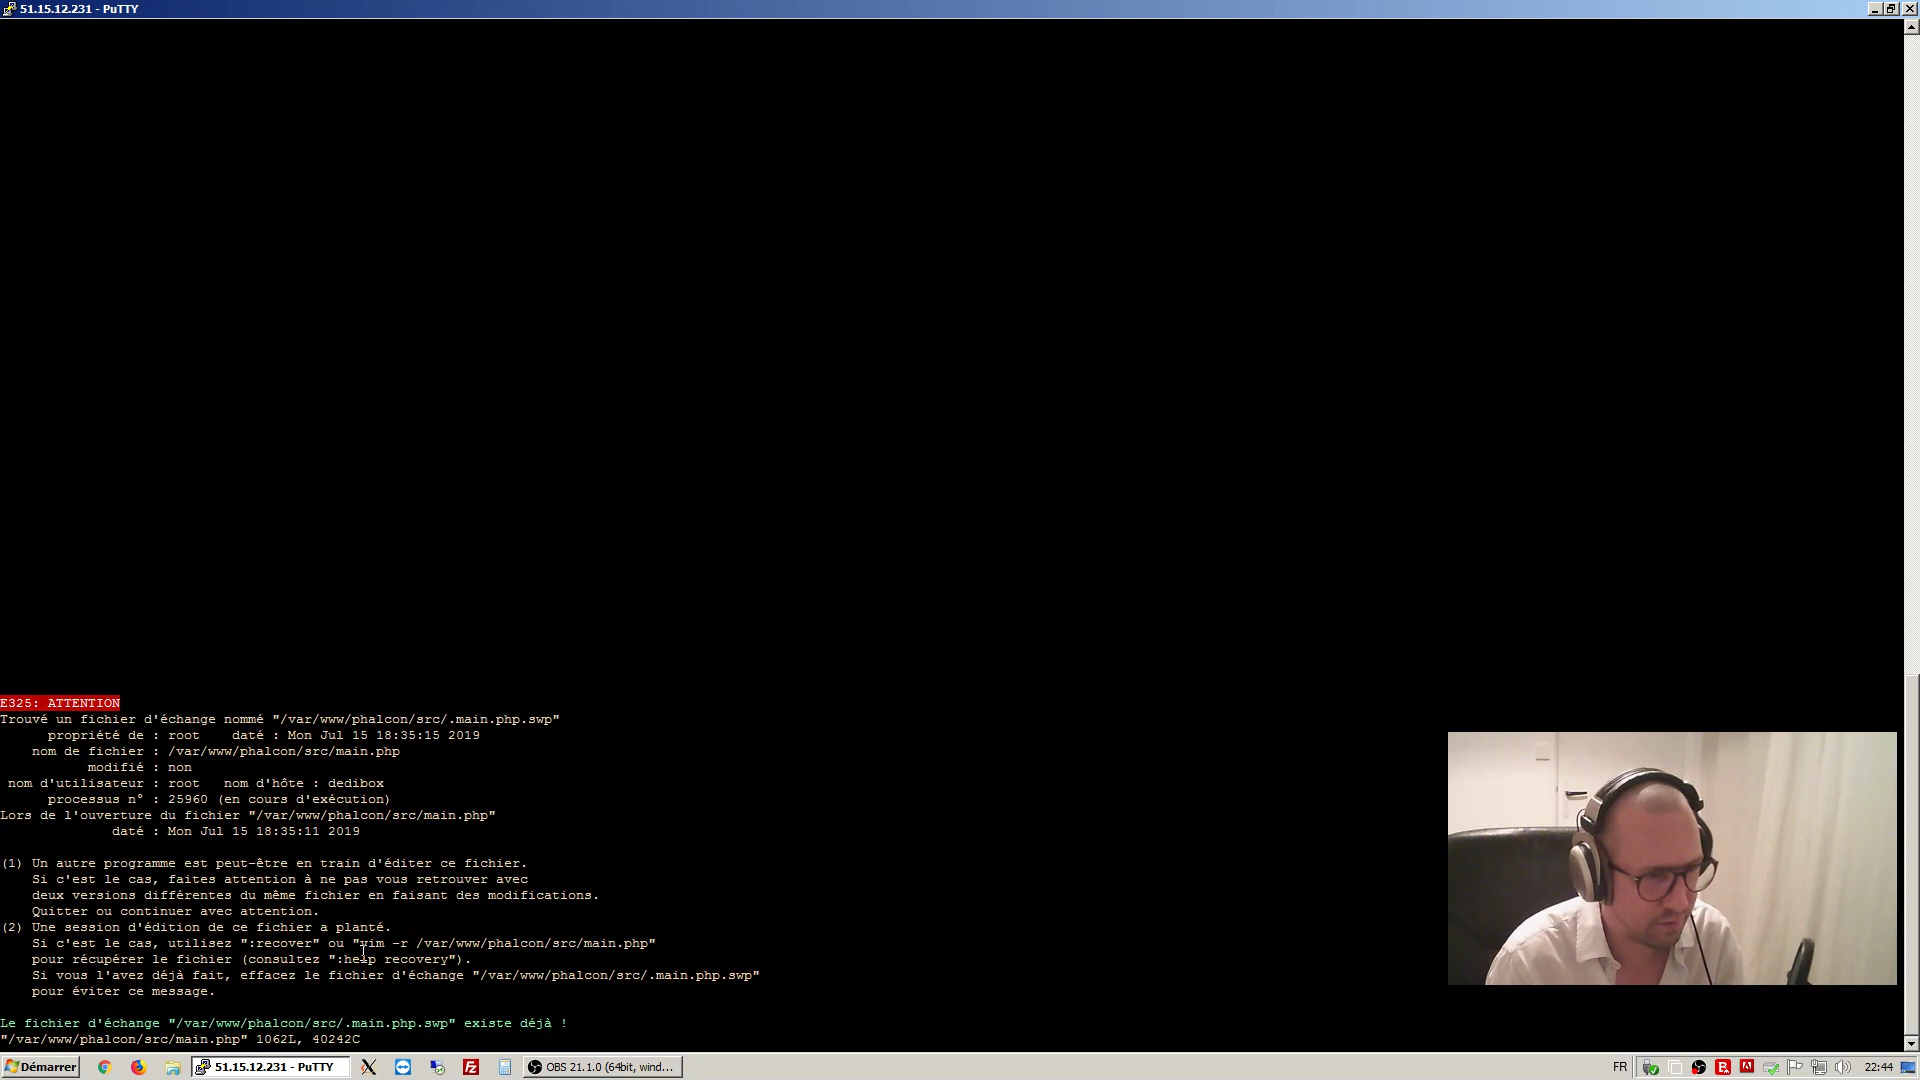 51.15.12.231 - PuTTY
E325: ATTENTION
Trouvé un fichier d'échange nommé "/var/www/phalcon/src/.main.php.swp"
propriété de : root    daté : Mon Jul 15 18:35:15 2019
nom de fichier : /var/www/phalcon/src/main.php
modifié : non
nom d'utilisateur : root   nom d'hôte : dedibox
processus n° : 25960 (en cours d'exécution)
Lors de l'ouverture du fichier "/var/www/phalcon/src/main.php"
daté : Mon Jul 15 18:35:11 2019
(1) Un autre programme est peut-être en train d'éditer ce fichier.
Si c'est le cas, faites attention à ne pas vous retrouver avec
deux versions différentes du même fichier en faisant des modifications.
Quitter ou continuer avec attention.
(2) Une session d'édition de ce fichier a planté.
Si c'est le cas, utilisez ":recover" ou "vim -r /var/www/phalcon/src/main.php"
pour récupérer le fichier (consultez ":help recovery").
Si vous l'avez déjà fait, effacez le fichier d'échange "/var/www/phalcon/src/.main.php.swp"
pour éviter ce message.
Le fichier d'échange "/var/www/phalcon/src/.main.php.swp" existe déjà !
"/var/www/phalcon/src/main.php" 1062L, 40242C
Démarrer 51.15.12.231 - PuTTY OBS 21.1.0 (64bit, wind... FR 22:44